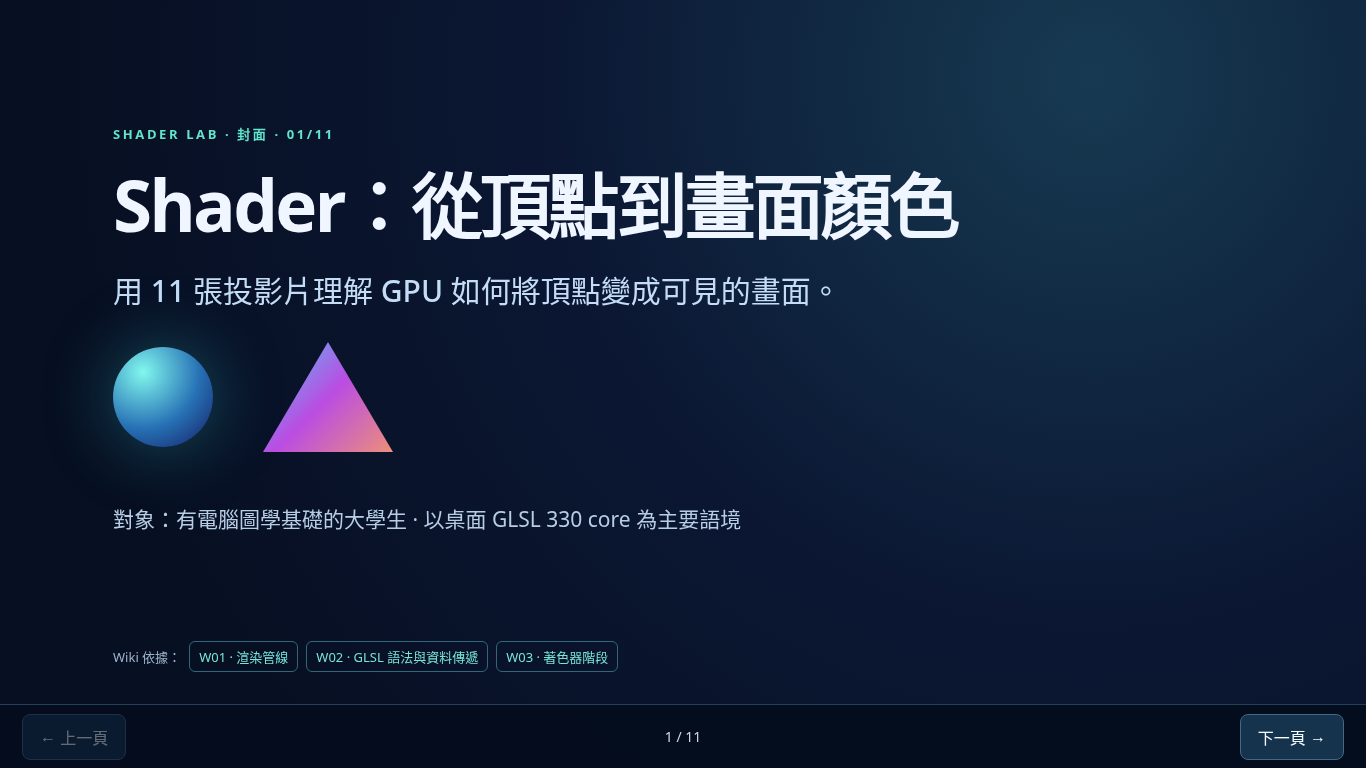 SHADER LAB · 封面 · 01/11
Shader：從頂點到畫面顏色
用 11 張投影片理解 GPU 如何將頂點變成可見的畫面。
對象：有電腦圖學基礎的大學生 · 以桌面 GLSL 330 core 為主要語境
Wiki 依據： W01 · 渲染管線 W02 · GLSL 語法與資料傳遞 W03 · 著色器階段
← 上一頁 1 / 11 下一頁 →